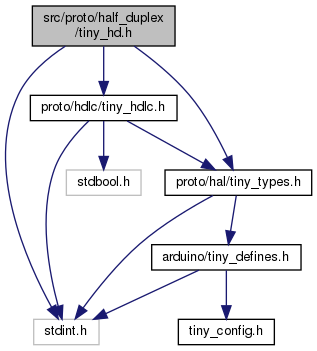 src/proto/half_duplex
/tiny_hd.h
proto/hdlc/tiny_hdlc.h
stdbool.h
proto/hal/tiny_types.h
arduino/tiny_defines.h
stdint.h
tiny_config.h